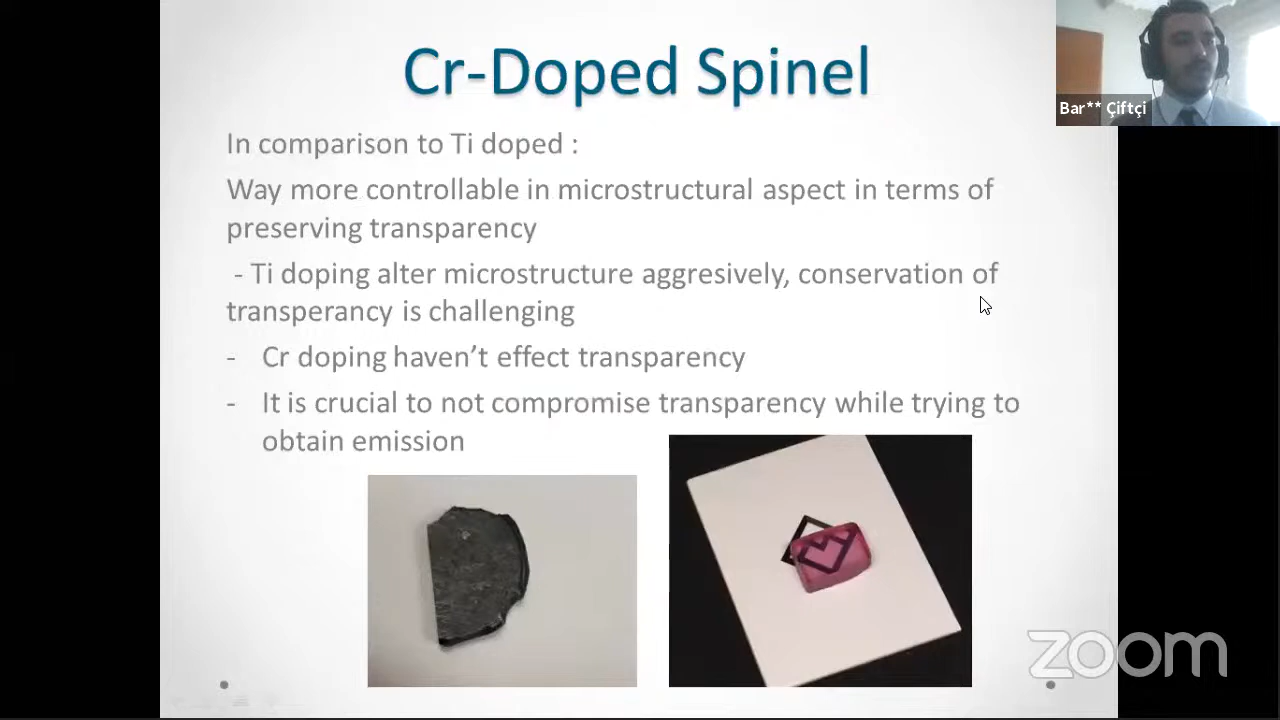 Cr-Doped Spinel
Bar** Çiftçi
In comparison to Ti doped :
Way more controllable in microstructural aspect in terms of
preserving transparency
- Ti doping alter microstructure aggresively, conservation of
transperancy is challenging
- Cr doping haven't effect transparency
- It is crucial to not compromise transparency while trying to
obtain emission
zoom